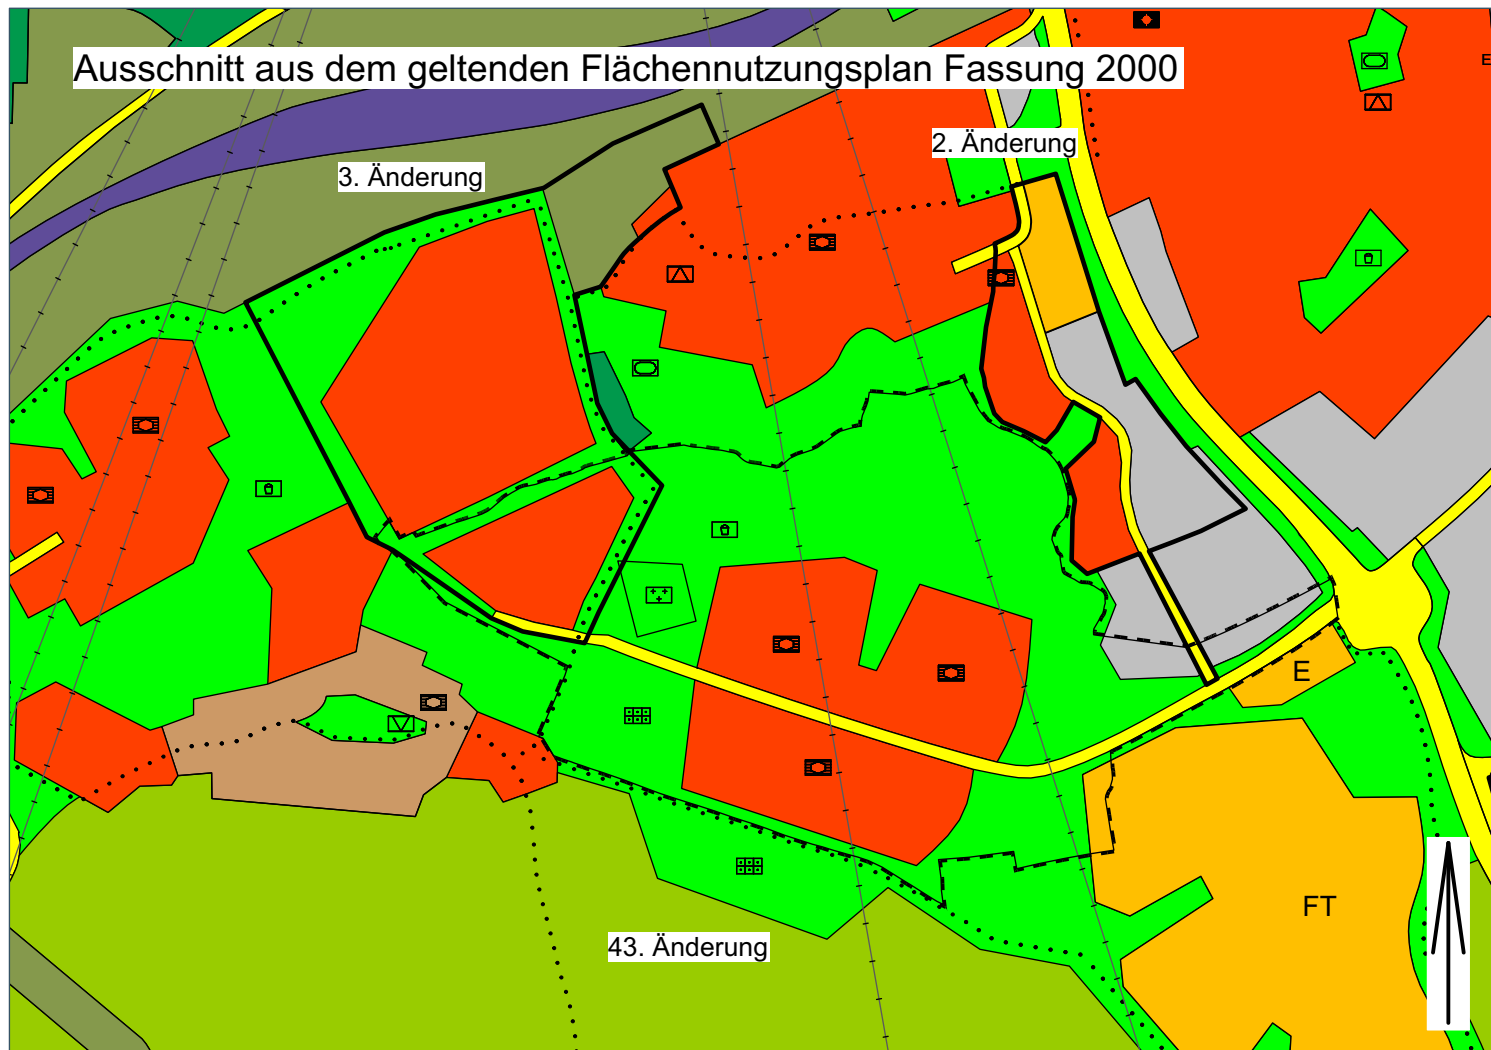 Ausschnitt aus dem geltenden Flächennutzungsplan Fassung 2000
E
2. Änderung
3. Änderung
E
FT
43. Änderung